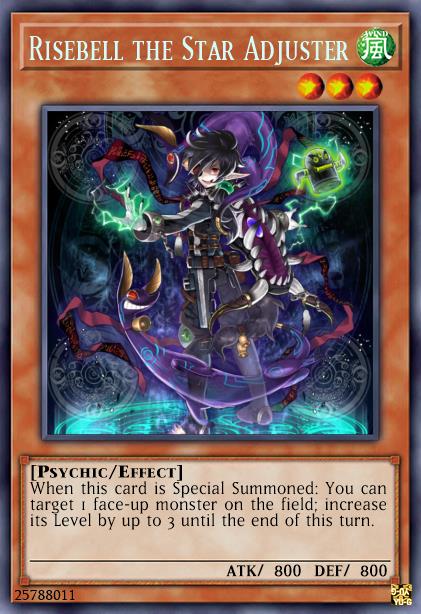 Risebell the Star Adjuster
WIND
風
[Psychic/Effect]
When this card is Special Summoned: You can
target 1 face-up monster on the field; increase
its Level by up to 3 until the end of this turn.
ATK/ 800 DEF/ 800
25788011